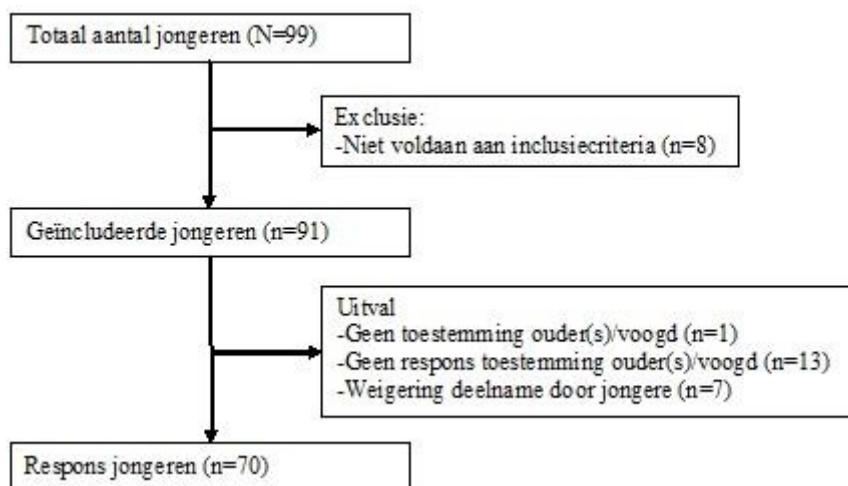 Totaal aantal jongeren (N=99)
Exclusie:
-Niet voldaan aan inclusiecriteria (n=8)
Geïncludeerde jongeren (n=91)
Uitval
-Geen toestemming ouder(s)/voogd (n=1)
-Geen respons toestemming ouder(s)/voogd (n=13)
-Weigering deelname door jongere (n=7)
Respons jongeren (n=70)